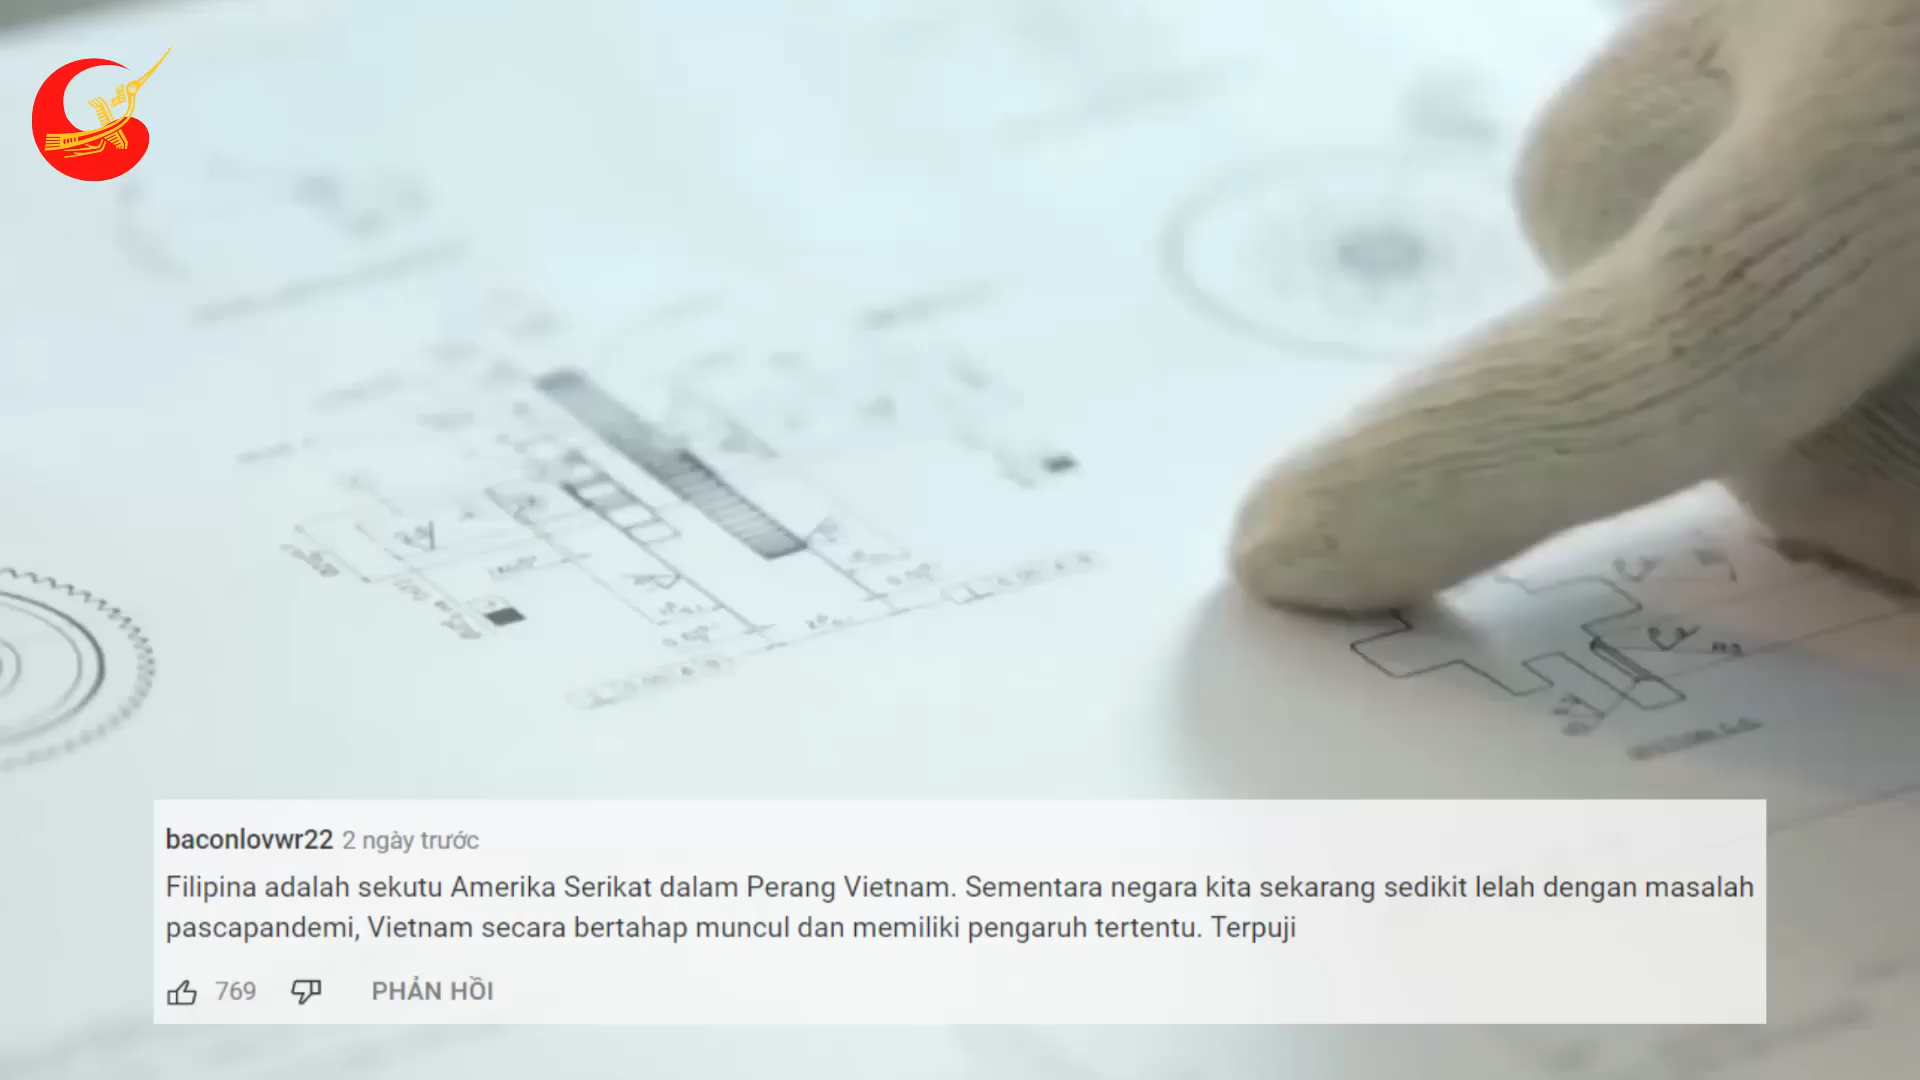 baconlovwr22 2 ngày trước
Filipina adalah sekutu Amerika Serikat dalam Perang Vietnam. Sementara negara kita sekarang sedikit lelah dengan masalah
pascapandemi, Vietnam secara bertahap muncul dan memiliki pengaruh tertentu. Terpuji
769 PHẢN HỒI